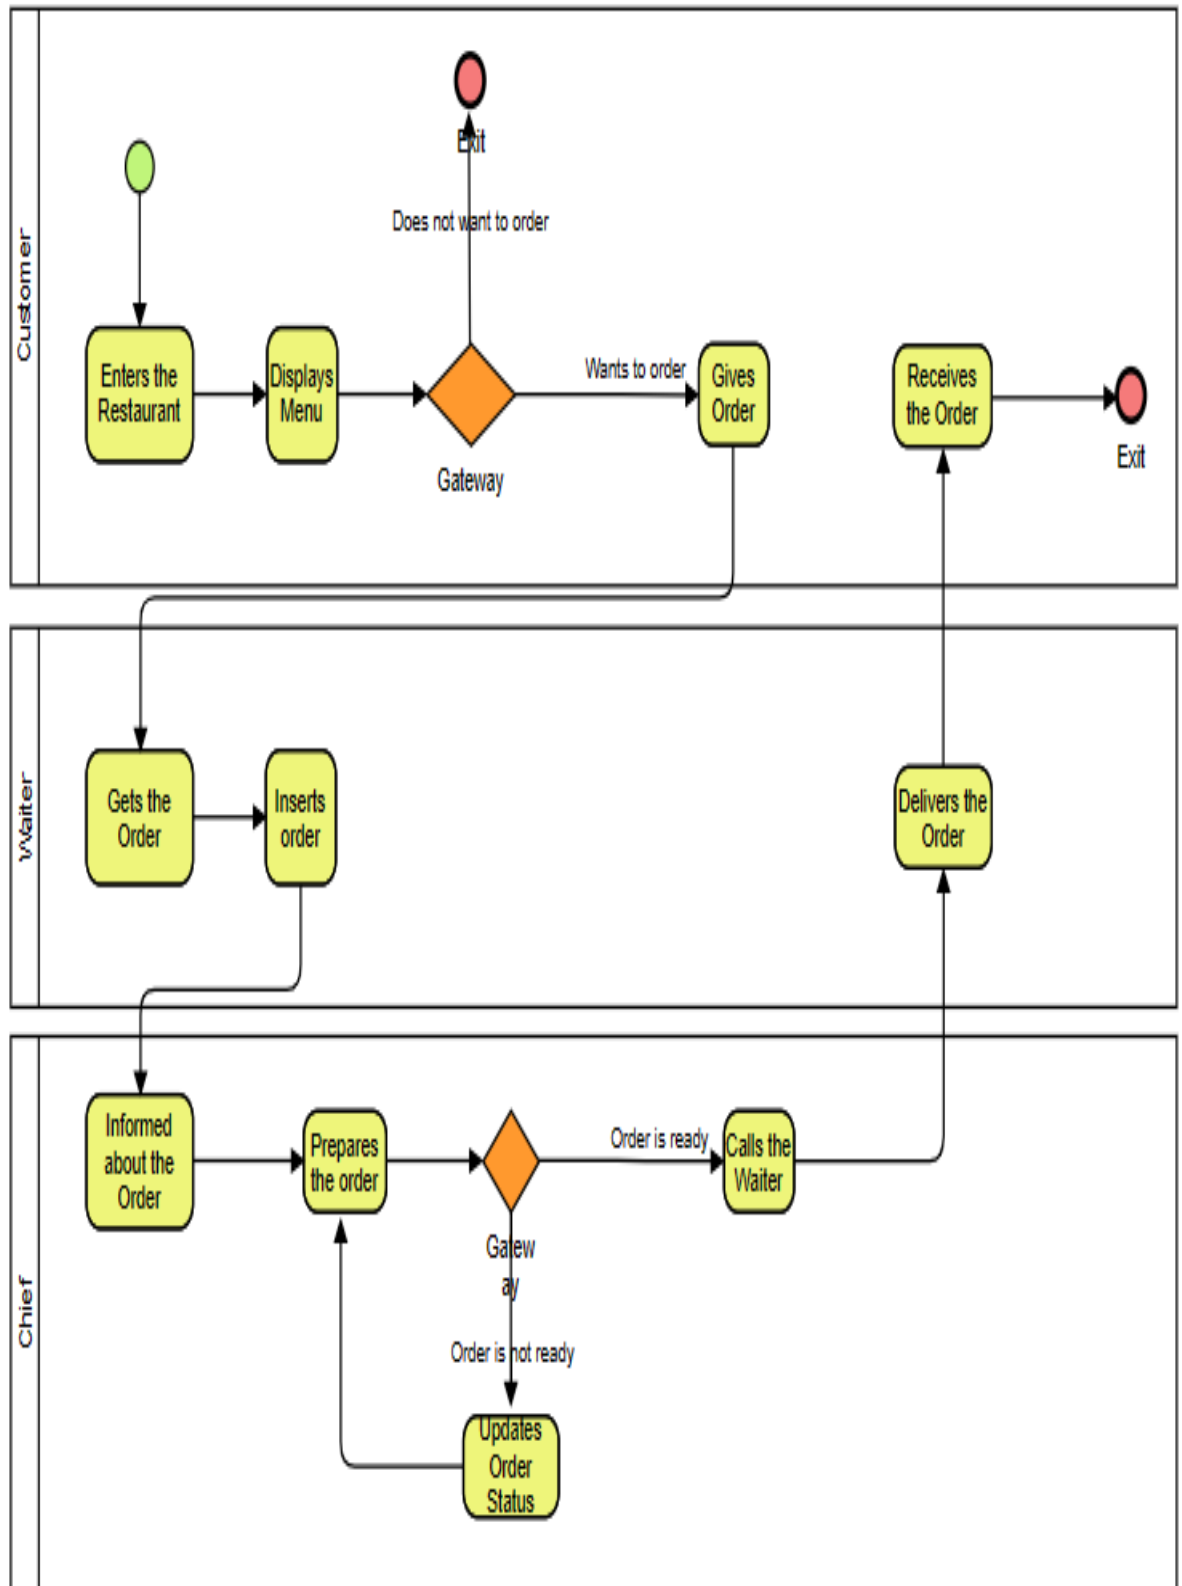 Customer
Exit
Does not want to order
Enters the
Restaurant
Displays
Menu
Gateway
Wants to order
Gives
Order
Receives
the Order
Exit
Waiter
Gets the
Order
Inserts
order
Delivers the
Order
Chief
Informed
about the
Order
Prepares
the order
Gatew
ay
Order is ready
Calls the
Waiter
Order is not ready
Updates
Order
Status